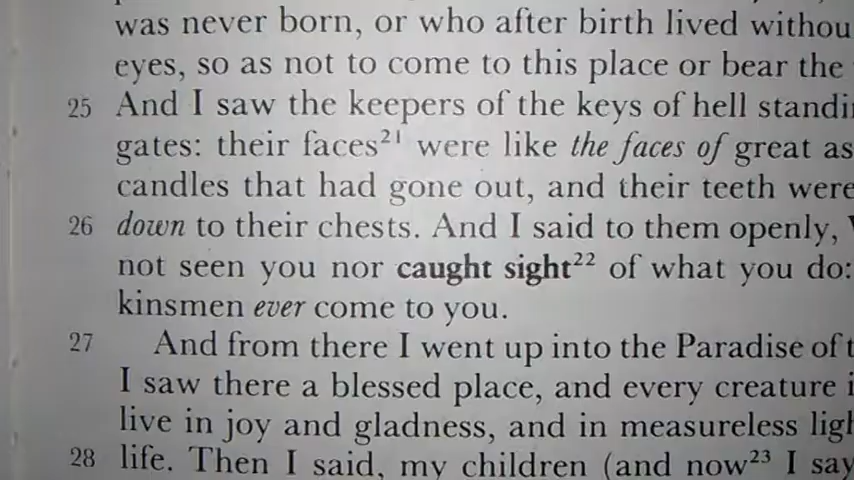 was never born, or who after birth lived withou
eyes, so as not to come to this place or bear the
25 And I saw the keepers of the keys of hell standi
gates: their faces²¹ were like the faces of great as
candles that had gone out, and their teeth were
26 down to their chests. And I said to them openly,
not seen you nor caught sight²² of what you do:
kinsmen ever come to you.
27 And from there I went up into the Paradise of t
I saw there a blessed place, and every creature i
live in joy and gladness, and in measureless ligh
28 life. Then I said, my children (and now²³ I say